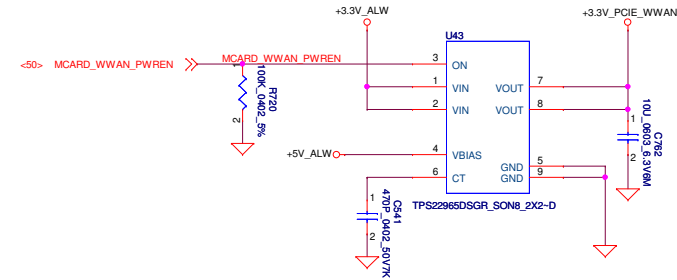 +3.3V_ALW
+3.3V_PCIE_WWAN
U43
<50> MCARD_WWAN_PWREN
MCARD_WWAN_PWREN
3 ON
1 VIN
2 VIN
VOUT 7
VOUT 8
1
R720
100K_0402_5%
2
1
C762
10U_0603_6.3V6M
2
+5V_ALW
4 VBIAS
6 CT
GND 5
GND 9
1
C541
470P_0402_50V7K
2
TPS22965DSGR_SON8_2X2~D